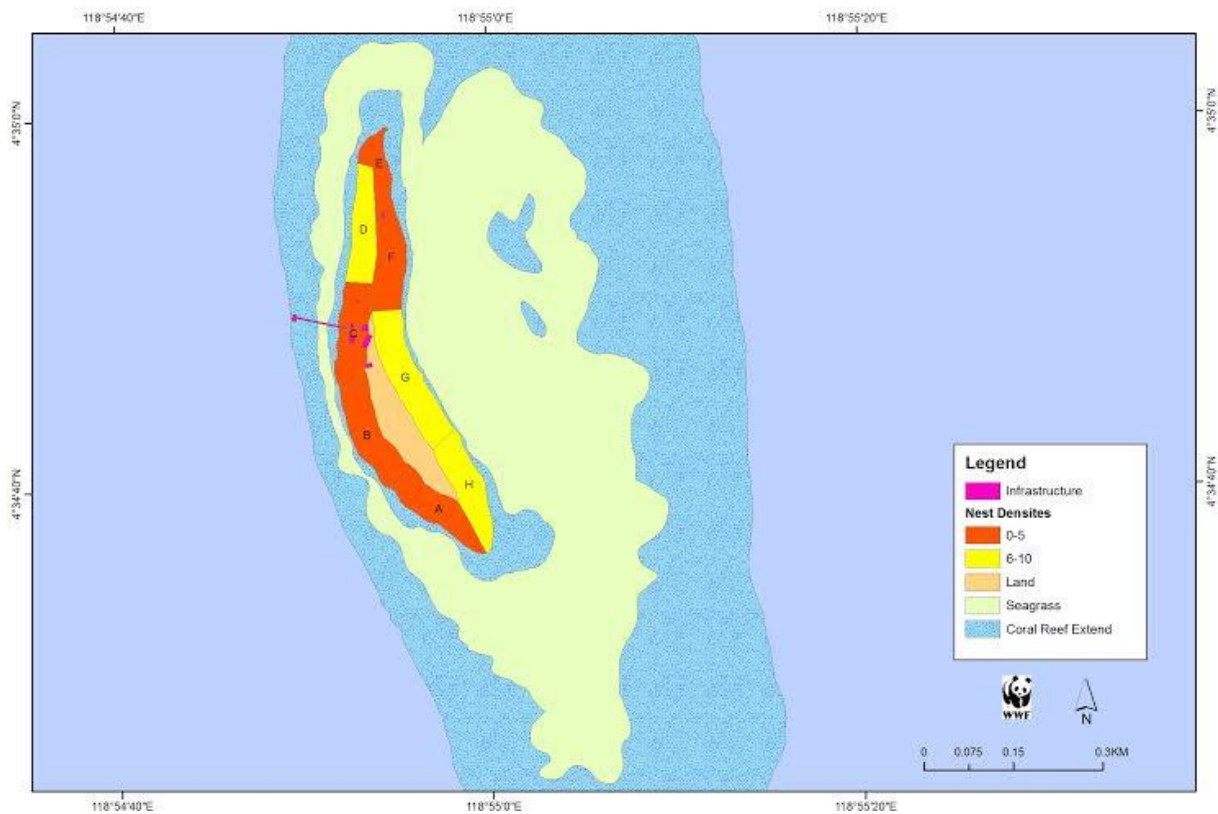 118°54'40"E 118°55'0"E 118°55'20"E
4°35'0"N 4°35'0"N
E
D
F
C
G
B
H
A
4°34'40"N 4°34'40"N
Legend
Infrastructure
Nest Densites
0-5
6-10
Land
Seagrass
Coral Reef Extend
WWF
N
0 0.075 0.15 0.3KM
118°54'40"E 118°55'0"E 118°55'20"E